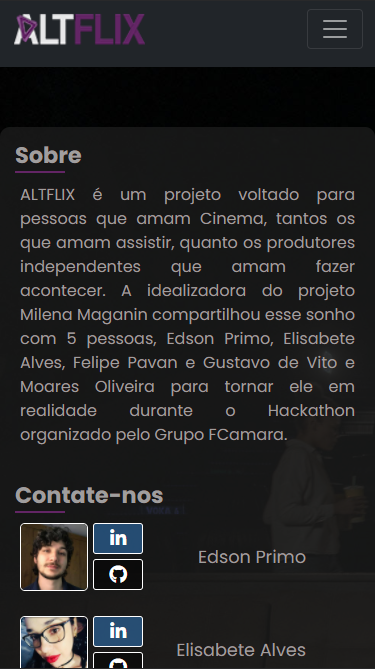 ALTFLIX
Sobre
ALTFLIX é um projeto voltado para
pessoas que amam Cinema, tantos os
que amam assistir, quanto os produtores
independentes que amam fazer
acontecer. A idealizadora do projeto
Milena Maganin compartilhou esse sonho
com 5 pessoas, Edson Primo, Elisabete
Alves, Felipe Pavan e Gustavo de Vito e
Moares Oliveira para tornar ele em
realidade durante o Hackathon
organizado pelo Grupo FCamara.
Contate-nos
in
Edson Primo
in
Elisabete Alves